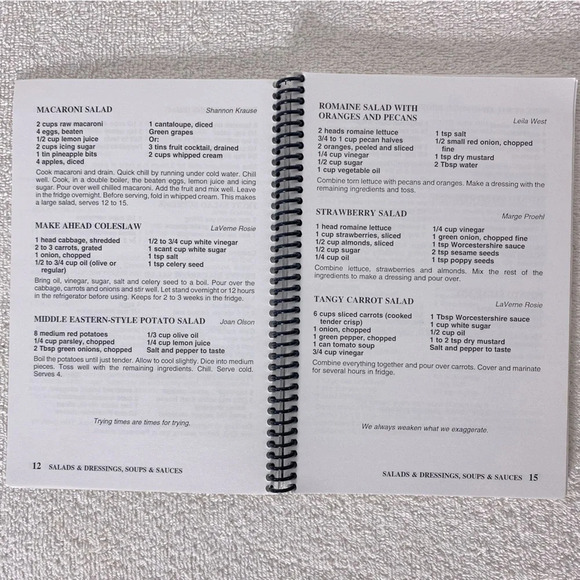 MACARONI SALAD Shannon Krause
2 cups raw macaroni 1 cantaloupe, diced
4 eggs, beaten Green grapes
1/2 cup lemon juice Or:
2 cups icing sugar 3 tins fruit cocktail, drained
1 tin pineapple bits 2 cups whipped cream
4 apples, diced
Cook macaroni and drain. Quick chill by running under cold water. Chill
well. Cook, in a double boiler, the beaten eggs, lemon juice and icing
sugar. Pour over well chilled macaroni. Add the fruit and mix well. Leave
in the fridge overnight. Before serving, fold in whipped cream. This makes
a large salad, serves 12 to 15.
MAKE AHEAD COLESLAW LaVerne Rosie
1 head cabbage, shredded 1/2 to 3/4 cup white vinegar
2 to 3 carrots, grated 1 scant cup white sugar
1 onion, chopped 1 tsp salt
1/2 to 3/4 cup oil (olive or 1 tsp celery seed
regular)
Bring oil, vinegar, sugar, salt and celery seed to a boil. Pour over the
cabbage, carrots and onions and stir well. Let stand overnight or 12 hours
in the refrigerator before using. Keeps for 2 to 3 weeks in the fridge.
MIDDLE EASTERN-STYLE POTATO SALAD Joan Olson
8 medium red potatoes 1/3 cup olive oil
1/4 cup parsley, chopped 1/4 cup lemon juice
2 Tbsp green onions, chopped Salt and pepper to taste
Boil the potatoes until just tender. Allow to cool slightly. Dice into medium
pieces. Toss well with the remaining ingredients. Chill. Serve cold.
Serves 4.
Trying times are times for trying.
12 SALADS & DRESSINGS, SOUPS & SAUCES
ROMAINE SALAD WITH
ORANGES AND PECANS Leila West
2 heads romaine lettuce 1 tsp salt
3/4 to 1 cup pecan halves 1/2 small red onion, chopped
2 oranges, peeled and sliced fine
1/4 cup vinegar 1 tsp dry mustard
1/2 cup sugar 2 Tbsp water
1 cup vegetable oil
Combine torn lettuce with pecans and oranges. Make a dressing with the
remaining ingredients and toss.
STRAWBERRY SALAD Marge Proehl
1 head romaine lettuce 1/4 cup vinegar
1 cup strawberries, sliced 1 green onion, chopped fine
1/2 cup almonds, sliced 1 tsp Worcestershire sauce
1/2 cup sugar 2 tsp sesame seeds
1/4 cup oil 1 tsp poppy seeds
Combine lettuce, strawberries and almonds. Mix the rest of the
ingredients to make a dressing and pour over.
TANGY CARROT SALAD LaVerne Rosie
6 cups sliced carrots (cooked 1 Tbsp Worcestershire sauce
tender crisp) 1 cup white sugar
1 onion, chopped 1/2 cup oil
1 green pepper, chopped 1 to 2 tsp dry mustard
1 can tomato soup Salt and pepper to taste
3/4 cup vinegar
Combine everything together and pour over carrots. Cover and marinate
for several hours in fridge.
We always weaken what we exaggerate.
SALADS & DRESSINGS, SOUPS & SAUCES 15